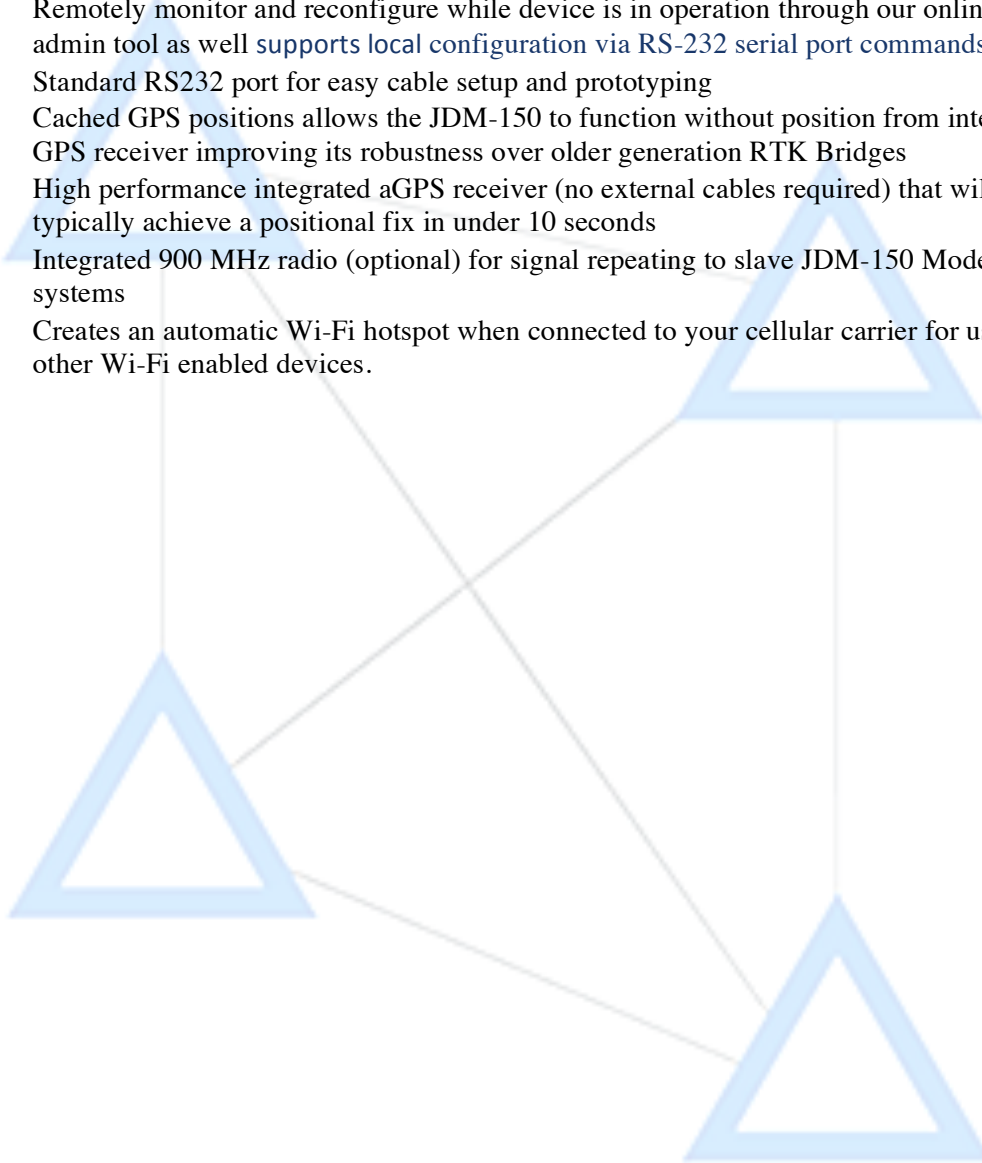 Remotely monitor and reconfigure while device is in operation through our
admin tool as well supports local configuration via RS-232 serial port commands
Standard RS232 port for easy cable setup and prototyping
Cached GPS positions allows the JDM-150 to function without position from
GPS receiver improving its robustness over older generation RTK Bridges
High performance integrated aGPS receiver (no external cables required) that
typically achieve a positional fix in under 10 seconds
Integrated 900 MHz radio (optional) for signal repeating to slave JDM-150
systems
Creates an automatic Wi-Fi hotspot when connected to your cellular carrier for
other Wi-Fi enabled devices.